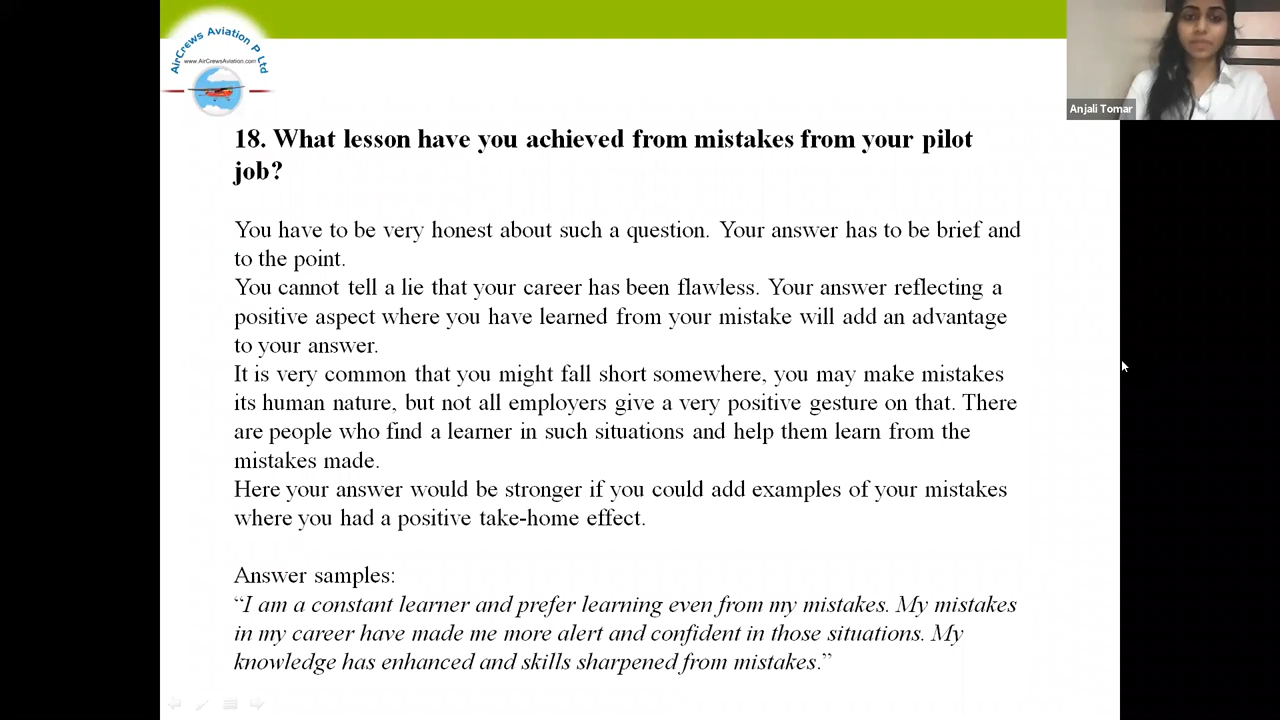 AirCrews Aviation P Ltd
www.AirCrewsAviation.com
Anjali Tomar
18. What lesson have you achieved from mistakes from your pilot
job?
You have to be very honest about such a question. Your answer has to be brief and
to the point.
You cannot tell a lie that your career has been flawless. Your answer reflecting a
positive aspect where you have learned from your mistake will add an advantage
to your answer.
It is very common that you might fall short somewhere, you may make mistakes
its human nature, but not all employers give a very positive gesture on that. There
are people who find a learner in such situations and help them learn from the
mistakes made.
Here your answer would be stronger if you could add examples of your mistakes
where you had a positive take-home effect.
Answer samples:
“I am a constant learner and prefer learning even from my mistakes. My mistakes
in my career have made me more alert and confident in those situations. My
knowledge has enhanced and skills sharpened from mistakes.”